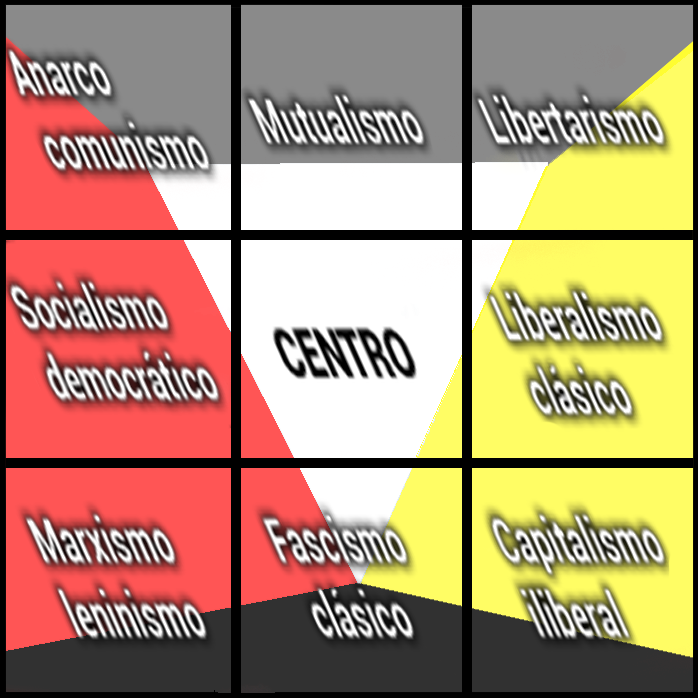 Anarco
comunismo
Mutualismo
Libertarismo
Socialismo
democrático
CENTRO
Liberalismo
clásico
Marxismo
leninismo
Fascismo
clásico
Capitalismo
iliberal